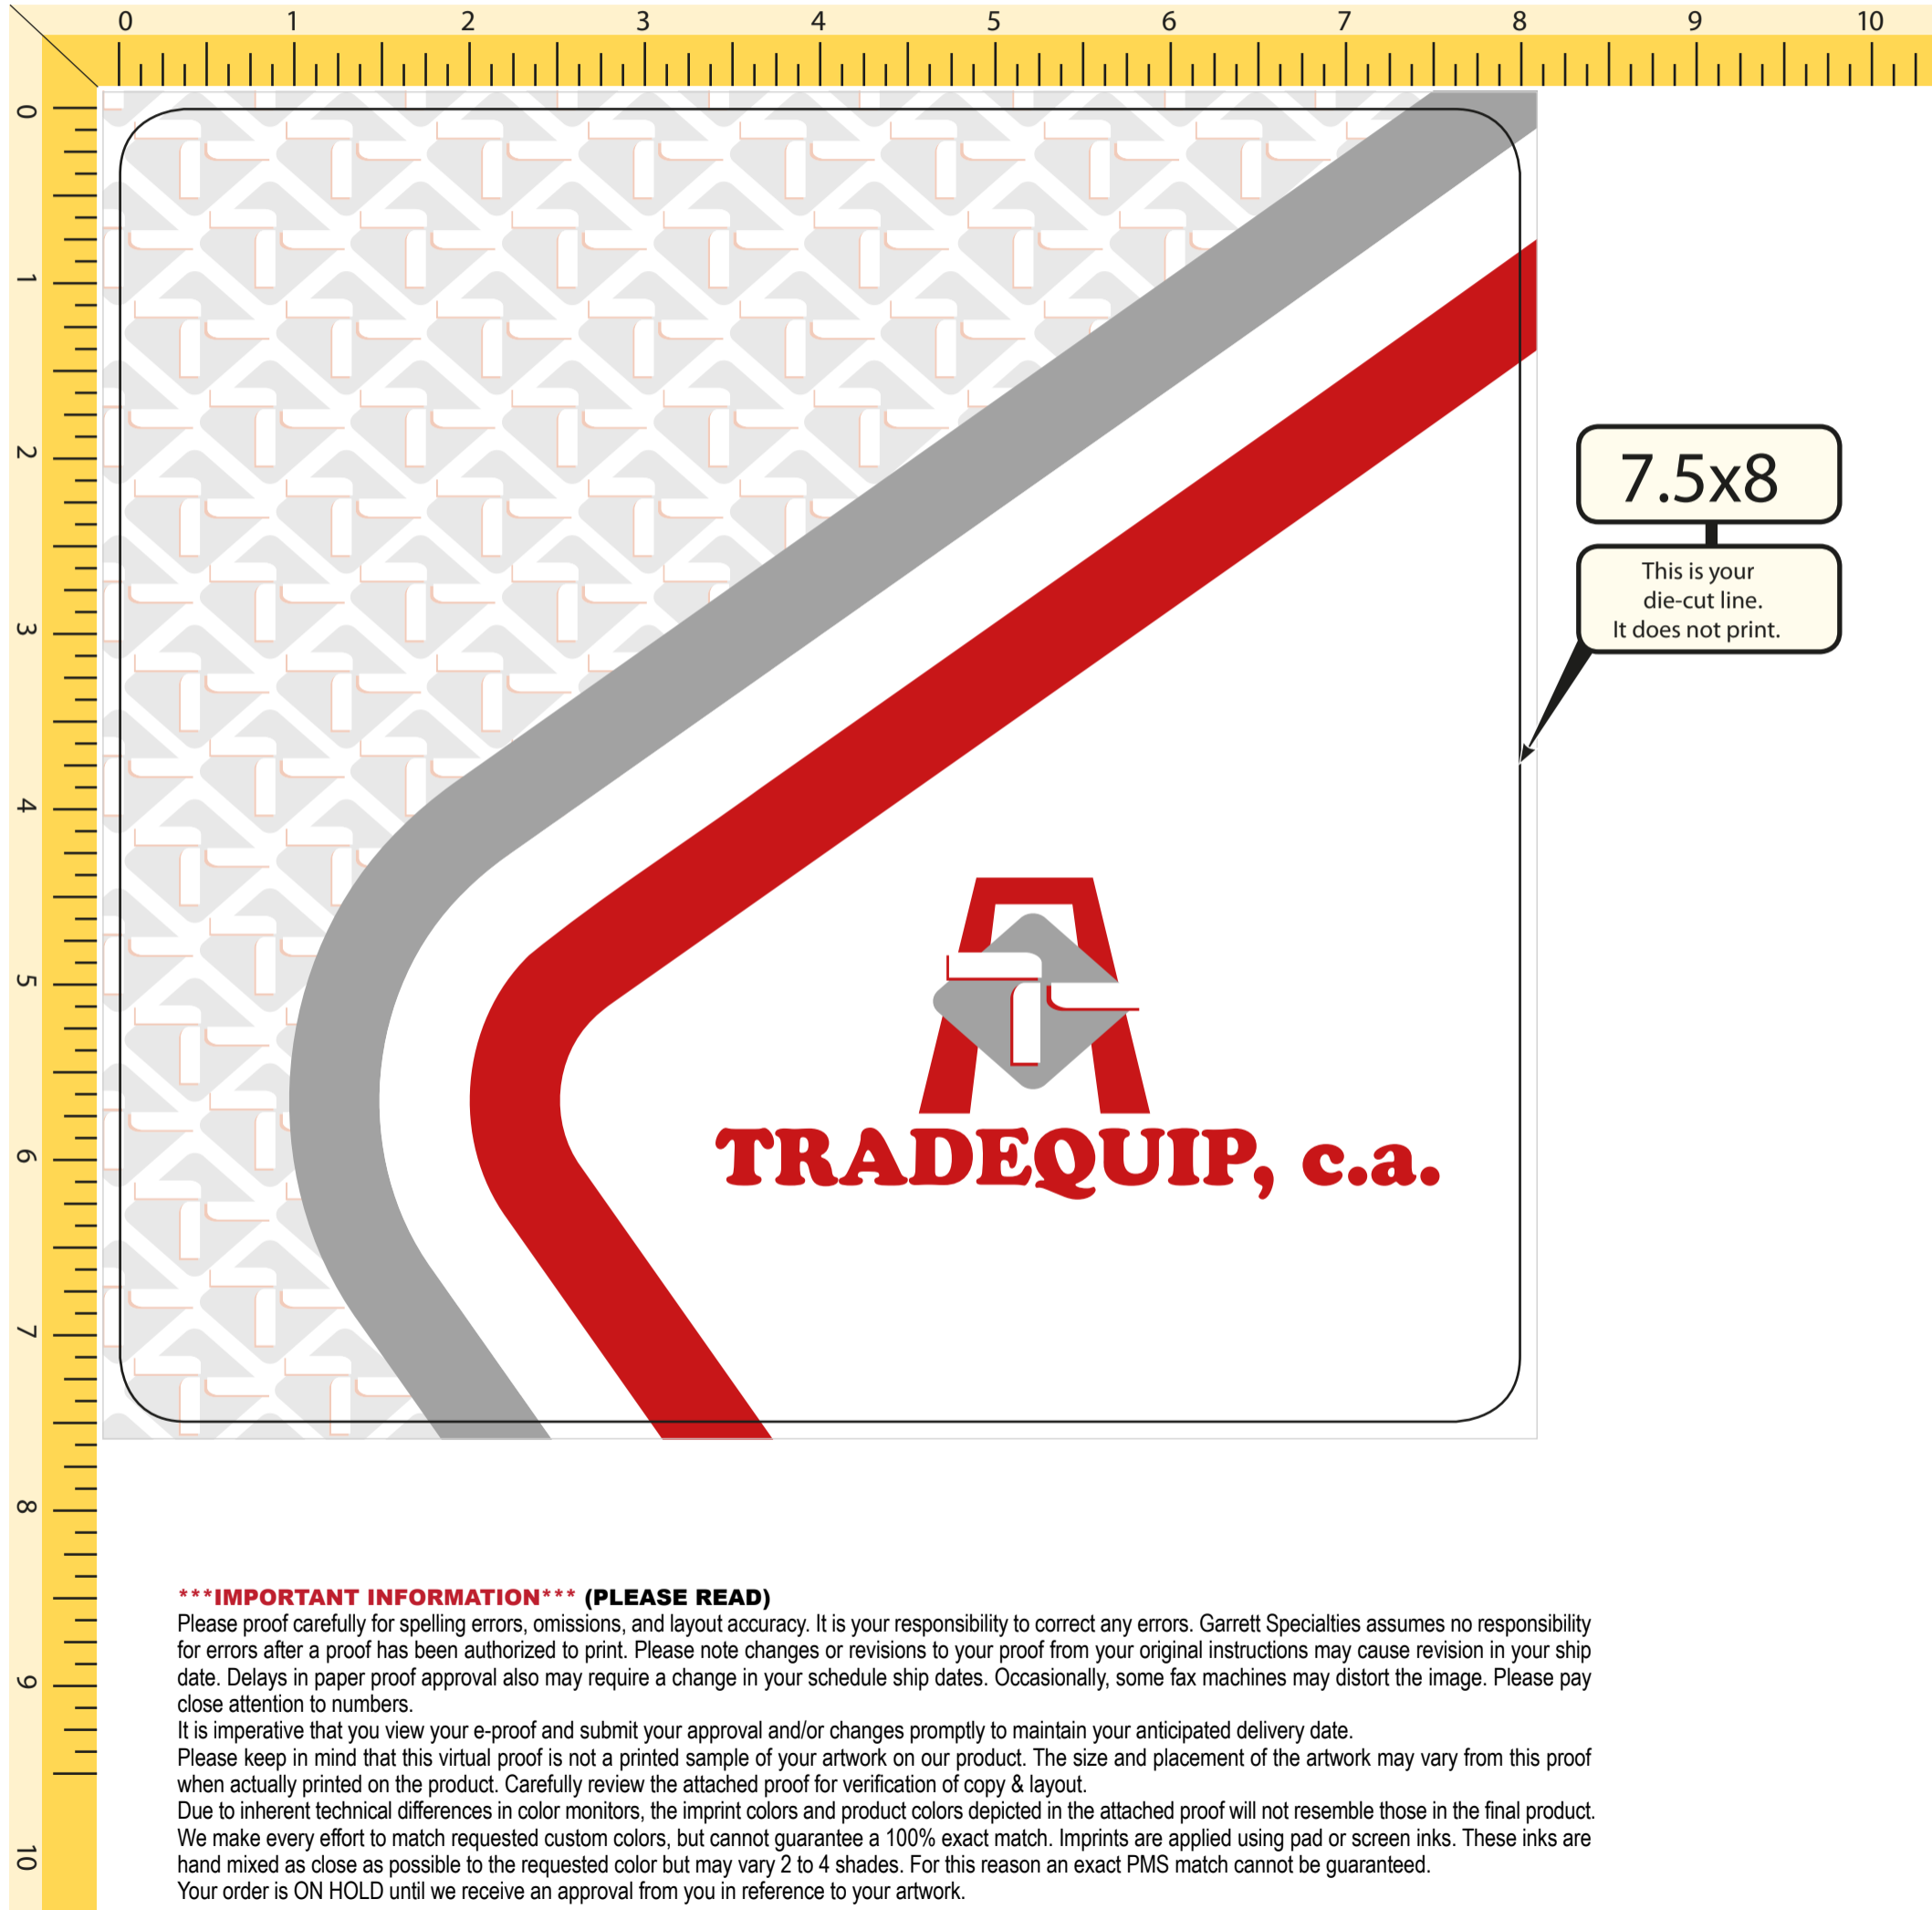 0 1 2 3 4 5 6 7 8 9 10
0
1
2
3
4
5
6
7
8
9
10
7.5x8
This is your
die-cut line.
It does not print.
TRADEQUIP, c.a.
***IMPORTANT INFORMATION*** (PLEASE READ)
Please proof carefully for spelling errors, omissions, and layout accuracy. It is your responsibility to correct any errors. Garrett Specialties assumes no responsibility
for errors after a proof has been authorized to print. Please note changes or revisions to your proof from your original instructions may cause revision in your ship
date. Delays in paper proof approval also may require a change in your schedule ship dates. Occasionally, some fax machines may distort the image. Please pay
close attention to numbers.
It is imperative that you view your e-proof and submit your approval and/or changes promptly to maintain your anticipated delivery date.
Please keep in mind that this virtual proof is not a printed sample of your artwork on our product. The size and placement of the artwork may vary from this proof
when actually printed on the product. Carefully review the attached proof for verification of copy & layout.
Due to inherent technical differences in color monitors, the imprint colors and product colors depicted in the attached proof will not resemble those in the final product.
We make every effort to match requested custom colors, but cannot guarantee a 100% exact match. Imprints are applied using pad or screen inks. These inks are
hand mixed as close as possible to the requested color but may vary 2 to 4 shades. For this reason an exact PMS match cannot be guaranteed.
Your order is ON HOLD until we receive an approval from you in reference to your artwork.